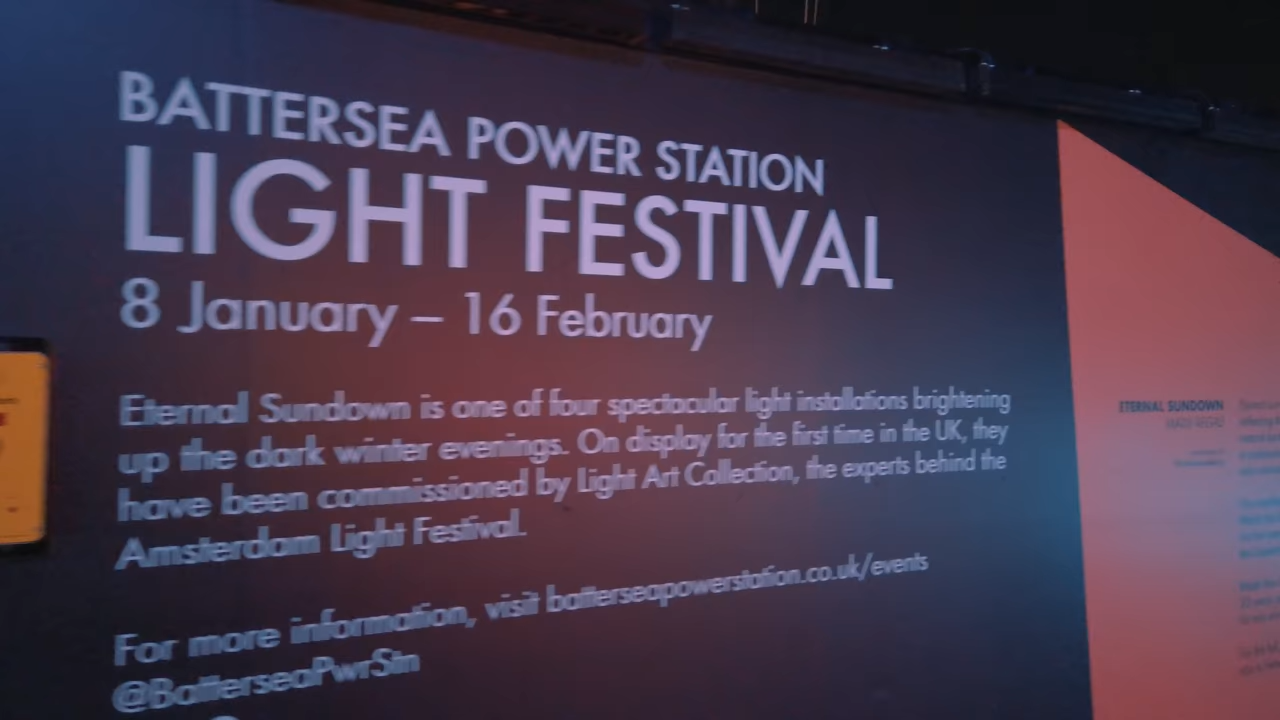 BATTERSEA POWER STATION
LIGHT FESTIVAL
8 January – 16 February
Eternal Sundown is one of four spectacular light installations brightening
up the dark winter evenings. On display for the first time in the UK, they
have been commissioned by Light Art Collection, the experts behind the
Amsterdam Light Festival.
For more information, visit batterseapowerstation.co.uk/events
@BatterseaPwrStn
ETERNAL SUNDOWN